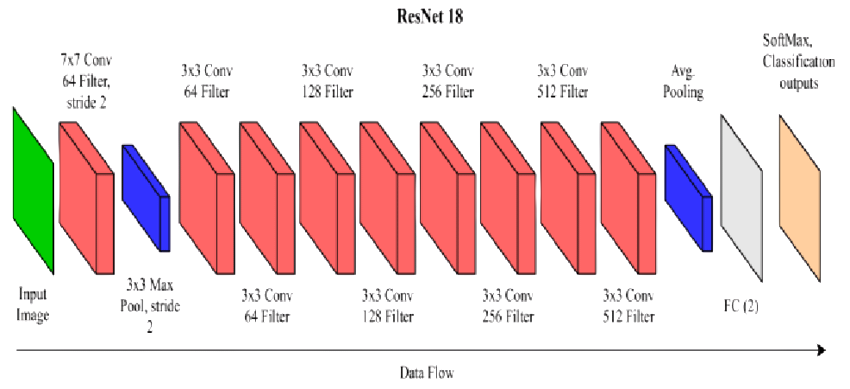 ResNet 18
7x7 Conv
64 Filter,
stride 2
3x3 Conv
64 Filter
3x3 Conv
128 Filter
3x3 Conv
256 Filter
3x3 Conv
512 Filter
Avg.
Pooling
SoftMax,
Classification
outputs
Input
Image
3x3 Max
Pool, stride
2
3x3 Conv
64 Filter
3x3 Conv
128 Filter
3x3 Conv
256 Filter
3x3 Conv
512 Filter
FC (2)
Data Flow